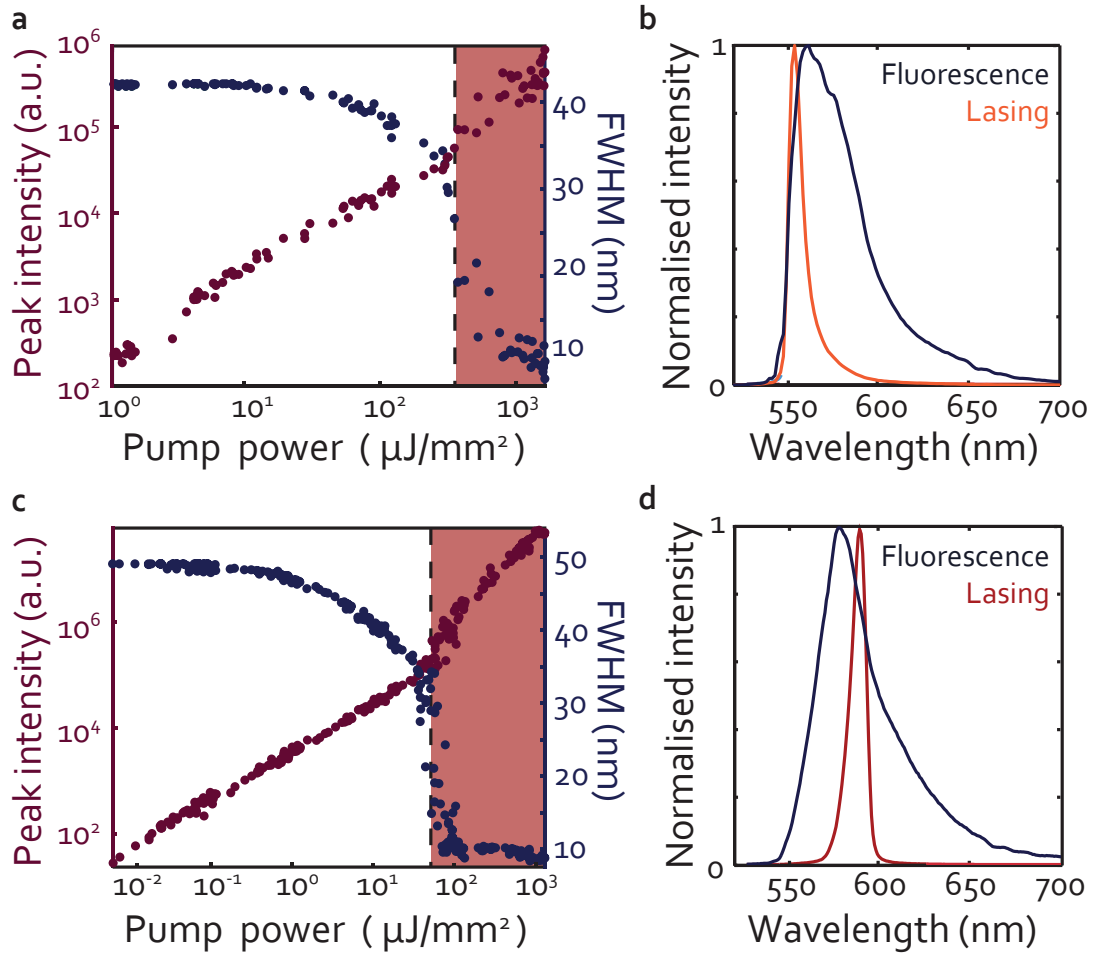 a
Peak intensity (a.u.)
10⁶
10⁵
10⁴
10³
10²
40
30
20
10
FWHM (nm)
10⁰ 10¹ 10² 10³
Pump power ( µJ/mm²)
b
Normalised intensity
1
0
Fluorescence
Lasing
550 600 650 700
Wavelength (nm)
c
Peak intensity (a.u.)
10⁶
10⁴
10²
50
40
30
20
10
FWHM (nm)
10⁻² 10⁻¹ 10⁰ 10¹ 10² 10³
Pump power ( µJ/mm²)
d
Normalised intensity
1
0
Fluorescence
Lasing
550 600 650 700
Wavelength (nm)